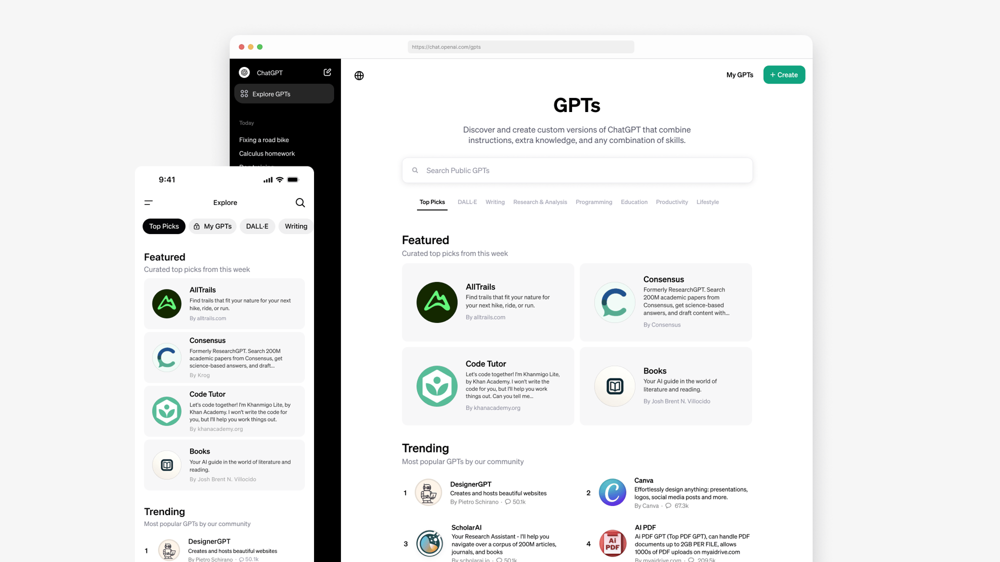 https://chat.openai.com/gpts
ChatGPT
Explore GPTs
Today
Fixing a road bike
Calculus homework
My GPTs
+ Create
GPTs
Discover and create custom versions of ChatGPT that combine
instructions, extra knowledge, and any combination of skills.
Search Public GPTs
Top Picks DALL·E Writing Research & Analysis Programming Education Productivity Lifestyle
Featured
Curated top picks from this week
AllTrails
Find trails that fit your nature for
your next hike, ride, or run.
By alltrails.com
Consensus
Formerly ResearchGPT. Search
200M academic papers from
Consensus, get science-based
answers, and draft content with...
By Consensus
Code Tutor
Let's code together! I'm Khanmigo Lite,
by Khan Academy. I won't write the
code for you, but I'll help you work
things out. Can you tell me...
By khanacademy.org
Books
Your AI guide in the world of
literature and reading.
By Josh Brent N. Villocido
Trending
Most popular GPTs by our community
1
DesignerGPT
Creates and hosts beautiful websites
By Pietro Schirano · 50.1k
2
Canva
Effortlessly design anything: presentations,
logos, social media posts and more.
By Canva · 67.3k
3
ScholarAI
Your Research Assistant - I'll help you
navigate over a corpus of 200M articles,
journals, and books
By scholarai.io · 50.1k
4
Ai
PDF
AI PDF
Ai PDF GPT (Top PDF GPT), can handle PDF
documents up to 2GB PER FILE, allows
1000s of PDF uploads on myaidrive.com
By myaidrive.com · 209.5k
9:41
Explore
Top Picks My GPTs DALL·E Writing
Featured
Curated top picks from this week
AllTrails
Find trails that fit your nature for your next
hike, ride, or run.
By alltrails.com
Consensus
Formerly ResearchGPT. Search 200M
academic papers from Consensus, get
science-based answers, and draft...
By Krog
Code Tutor
Let's code together! I'm Khanmigo Lite, by
Khan Academy. I won't write the code for
you, but I'll help you work things out.
By khanacademy.org
Books
Your AI guide in the world of literature and
reading.
By Josh Brent N. Villocido
Trending
Most popular GPTs by our community
1
DesignerGPT
Creates and hosts beautiful websites
By Pietro Schirano · 50.1k